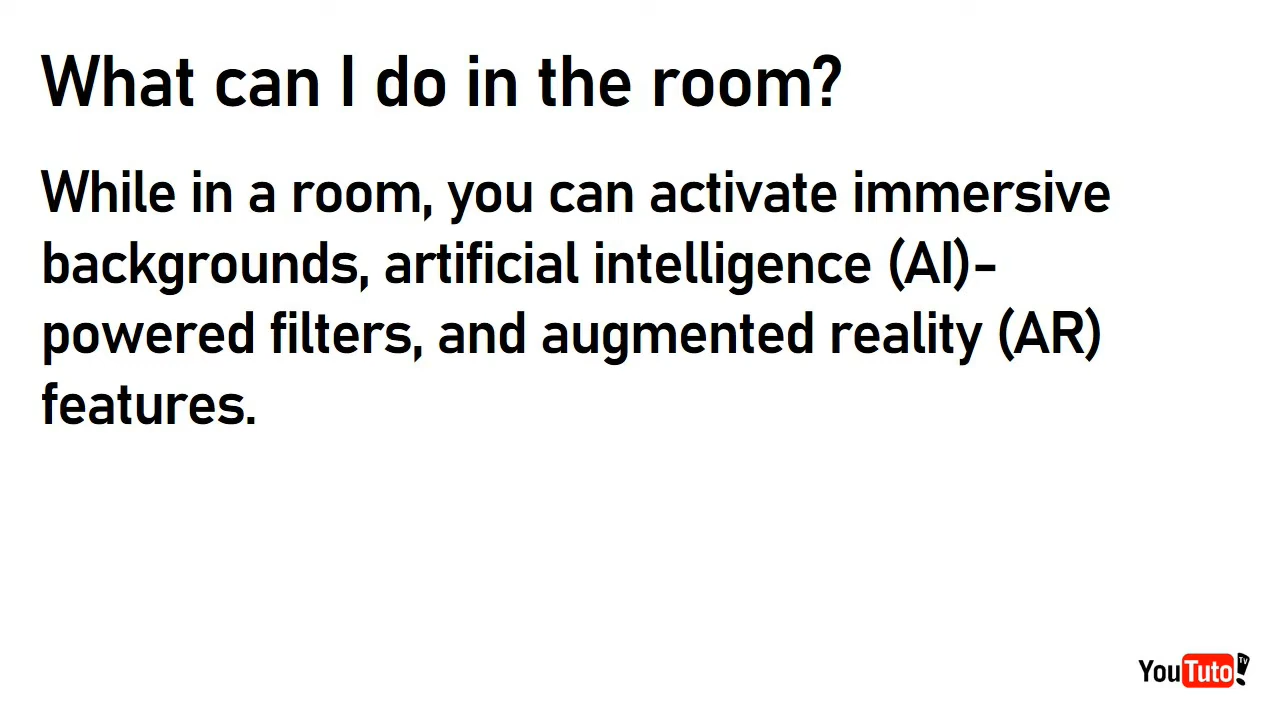 What can I do in the room?
While in a room, you can activate immersive
backgrounds, artificial intelligence (AI)-
powered filters, and augmented reality (AR)
features.
YouTuto TV